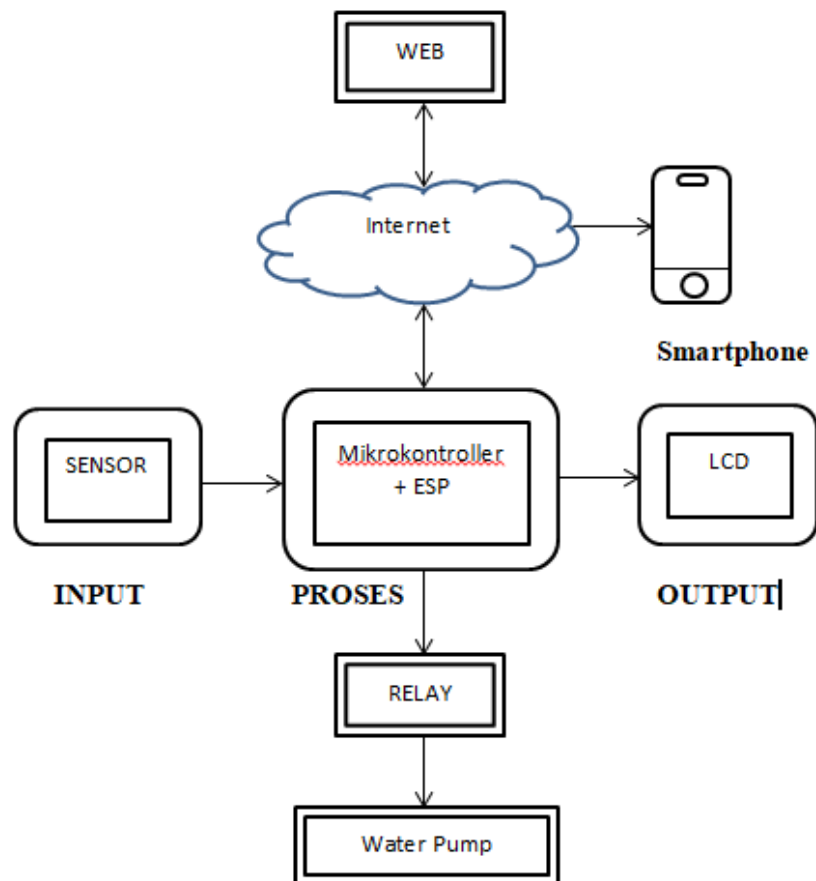 WEB
Internet
Smartphone
SENSOR
Mikrokontroller
+ ESP
LCD
INPUT
PROSES
OUTPUT
RELAY
Water Pump